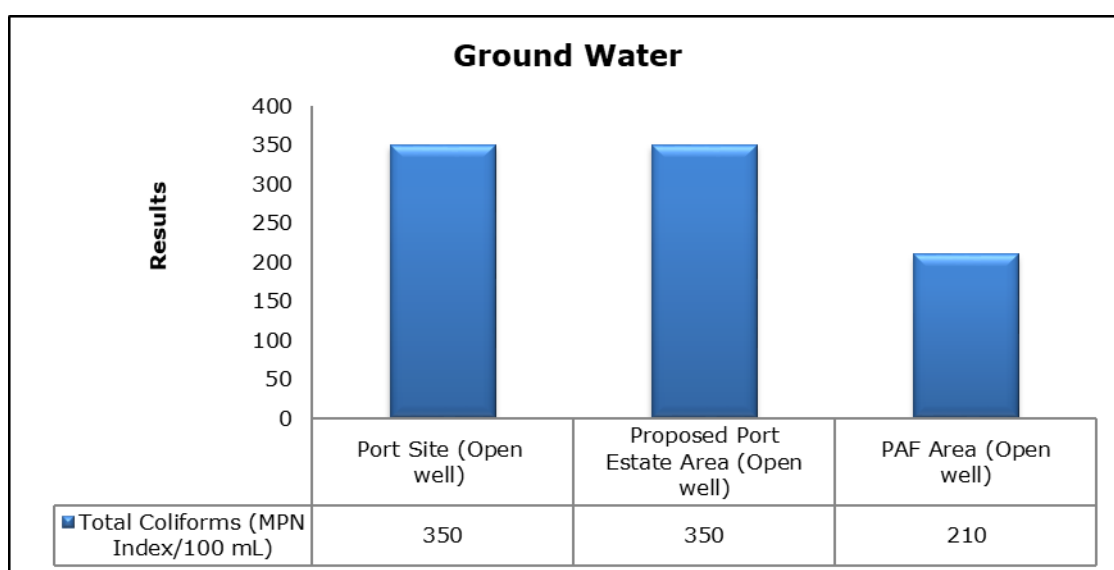 Ground Water
400
350
300
250
200
150
100
50
0
Results
Port Site (Open
well)
Proposed Port
Estate Area (Open
well)
PAF Area (Open
well)
Total Coliforms (MPN
Index/100 mL)
350
350
210